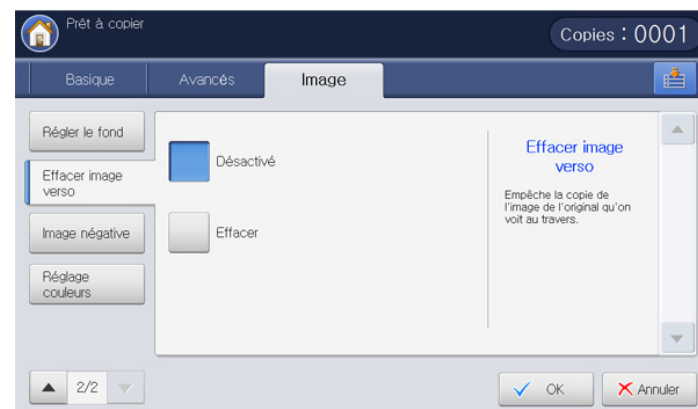 Prêt à copier
Copies : 0001
Basique
Avancés
Image
Régler le fond
Effacer image
verso
Image négative
Réglage
couleurs
2/2
Désactivé
Effacer
Effacer image
verso
Empêche la copie de
l'image de l'original qu'on
voit au travers.
OK
Annuler